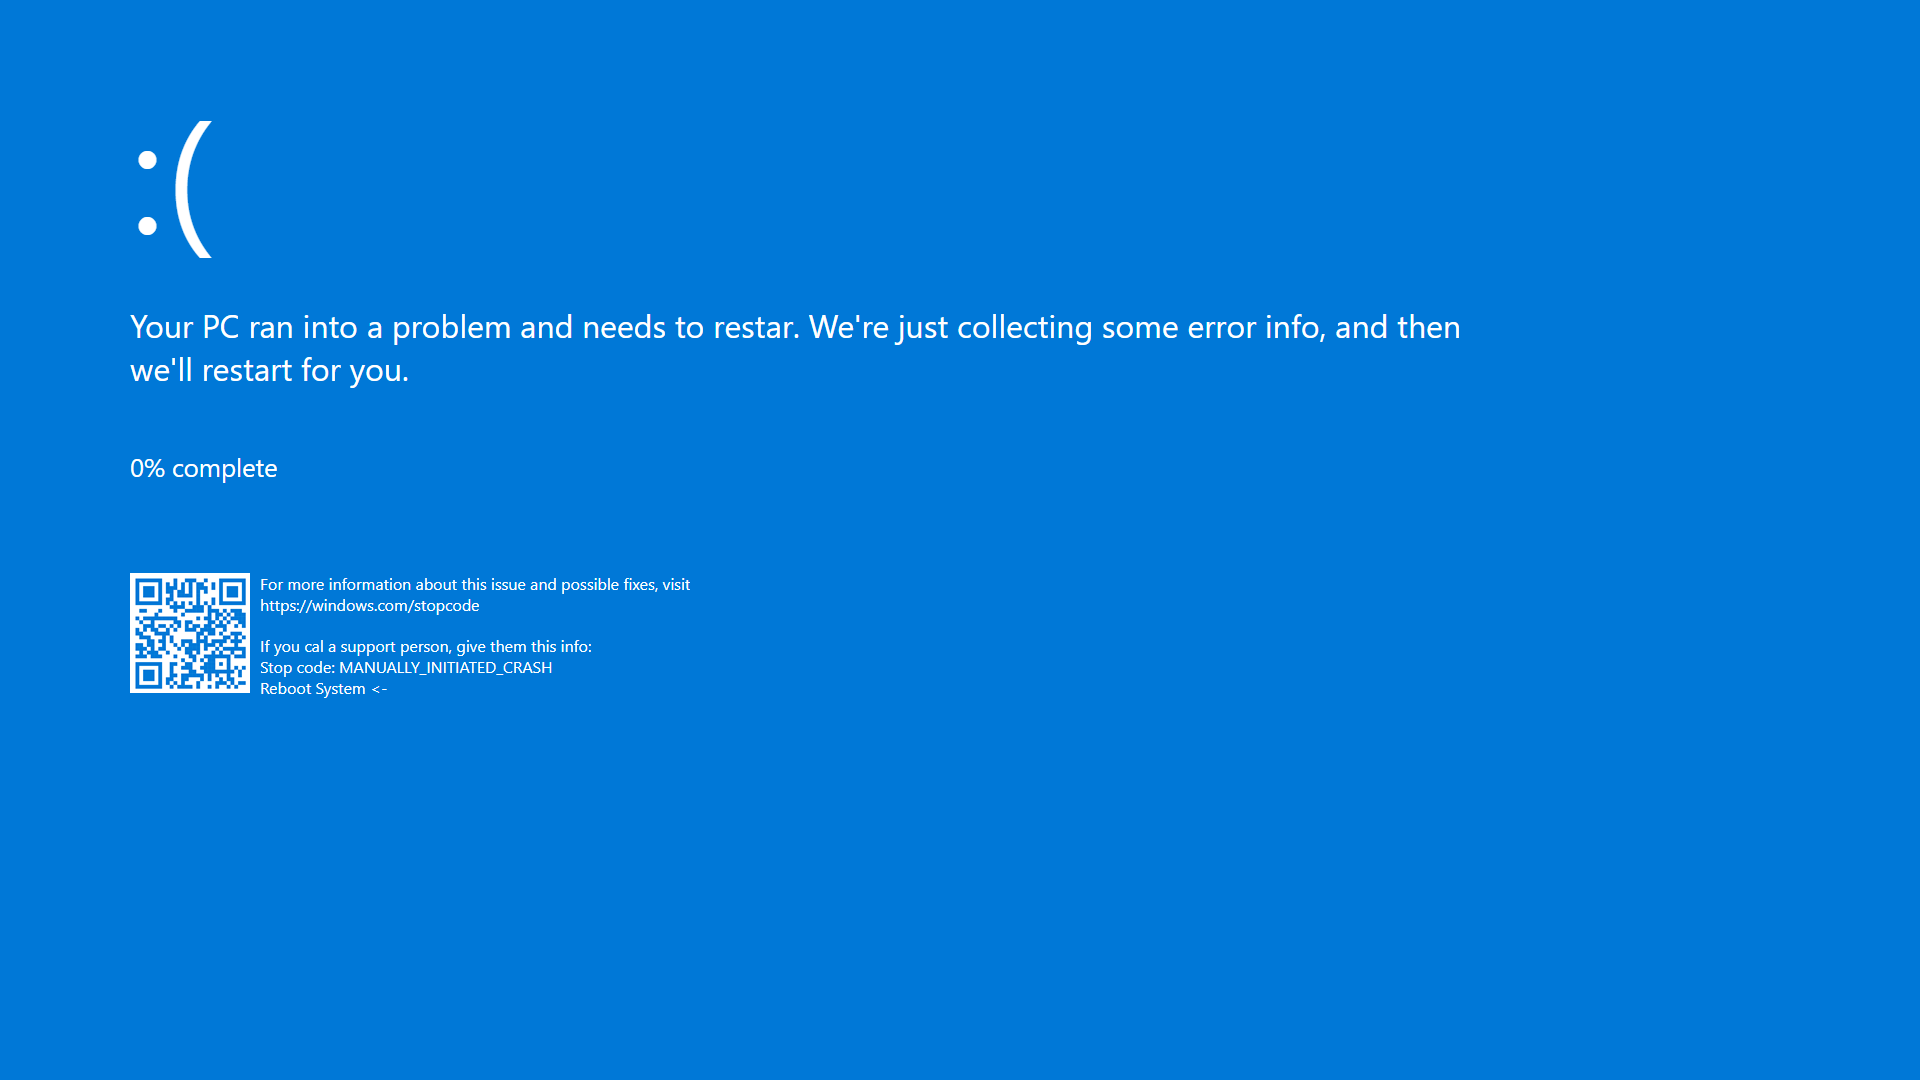 :(
Your PC ran into a problem and needs to restar. We're just collecting some error info, and then
we'll restart for you.
0% complete
For more information about this issue and possible fixes, visit
https://windows.com/stopcode
If you cal a support person, give them this info:
Stop code: MANUALLY_INITIATED_CRASH
Reboot System <-